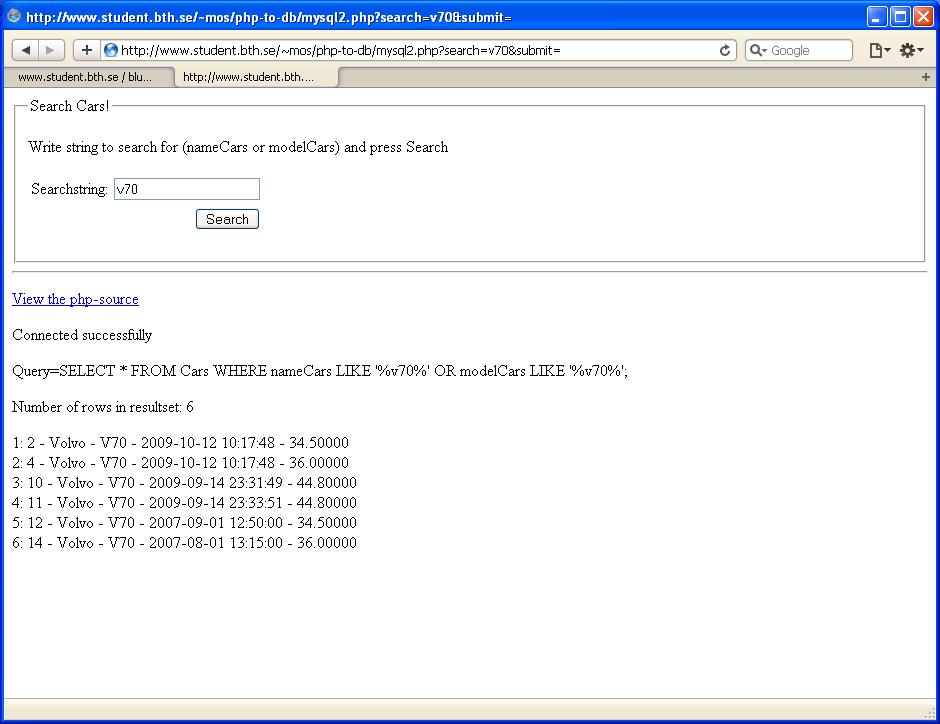 http://www.student.bth.se/~mos/php-to-db/mysql2.php?search=v70&submit=
http://www.student.bth.se/~mos/php-to-db/mysql2.php?search=v70&submit=
Google
www.student.bth.se / blu...
http://www.student.bth....
Search Cars!
Write string to search for (nameCars or modelCars) and press Search
Searchstring: v70
Search
View the php-source
Connected successfully
Query=SELECT * FROM Cars WHERE nameCars LIKE '%v70%' OR modelCars LIKE '%v70%';
Number of rows in resultset: 6
1: 2 - Volvo - V70 - 2009-10-12 10:17:48 - 34.50000
2: 4 - Volvo - V70 - 2009-10-12 10:17:48 - 36.00000
3: 10 - Volvo - V70 - 2009-09-14 23:31:49 - 44.80000
4: 11 - Volvo - V70 - 2009-09-14 23:33:51 - 44.80000
5: 12 - Volvo - V70 - 2007-09-01 12:50:00 - 34.50000
6: 14 - Volvo - V70 - 2007-08-01 13:15:00 - 36.00000